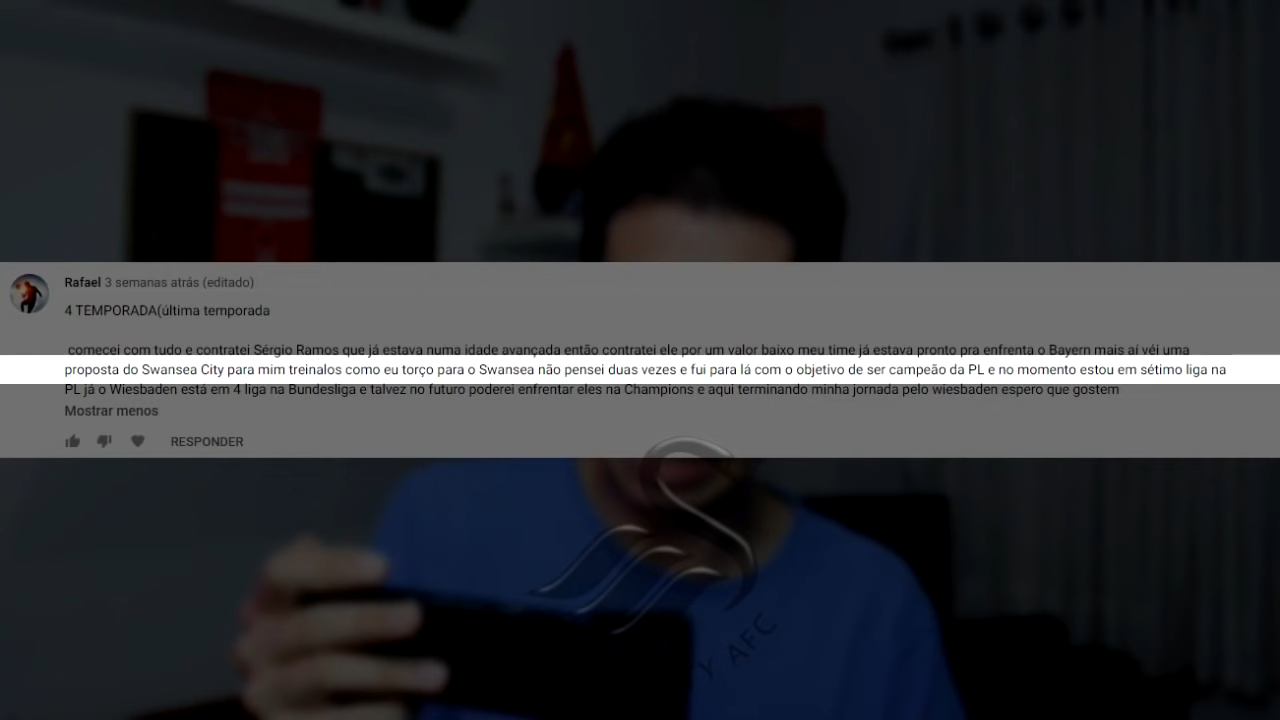 Rafael 3 semanas atrás (editado)
4 TEMPORADA(última temporada
comecei com tudo e contratei Sérgio Ramos que já estava numa idade avançada então contratei ele por um valor baixo meu time já estava pronto pra enfrenta o Bayern mais aí véi uma
proposta do Swansea City para mim treinalos como eu torço para o Swansea não pensei duas vezes e fui para lá com o objetivo de ser campeão da PL e no momento estou em sétimo liga na
PL já o Wiesbaden está em 4 liga na Bundesliga e talvez no futuro poderei enfrentar eles na Champions e aqui terminando minha jornada pelo wiesbaden espero que gostem
Mostrar menos
RESPONDER
Y AFC